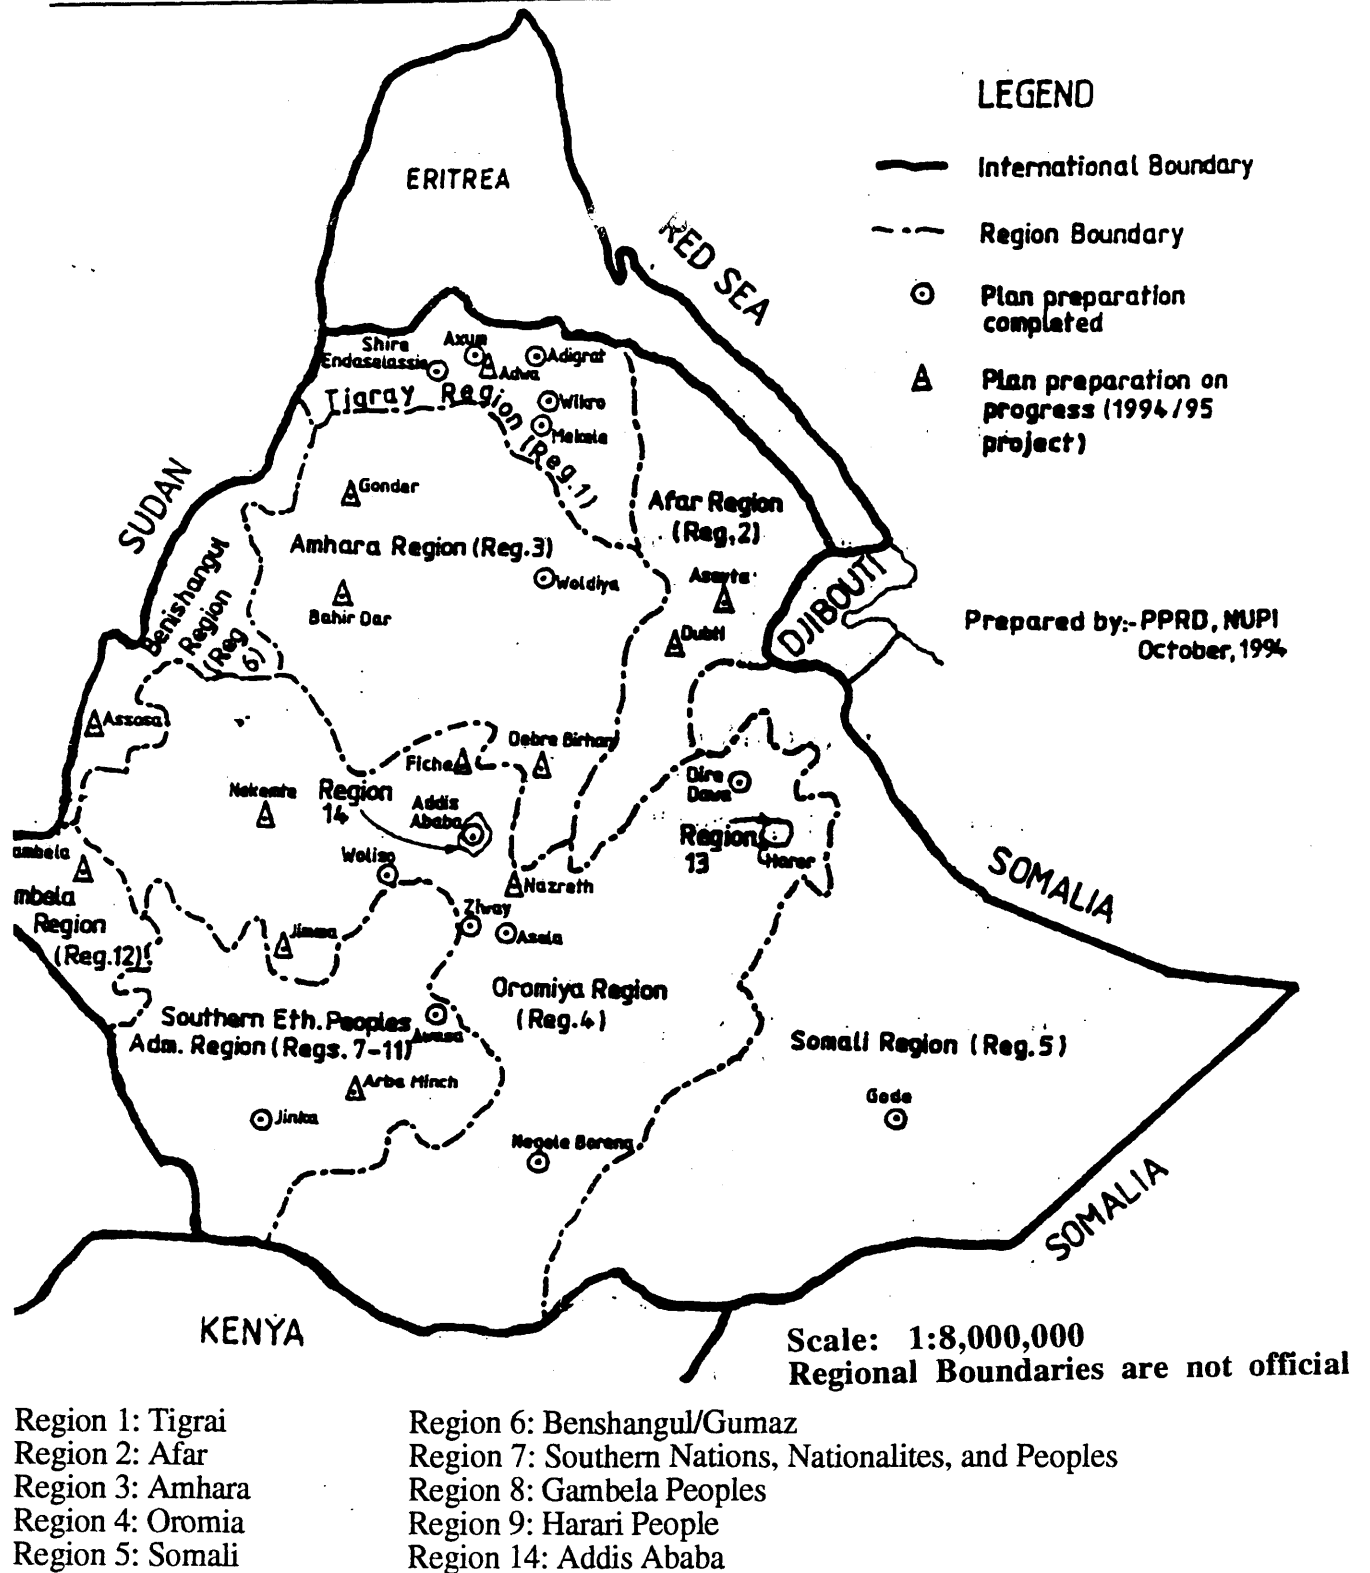 LEGEND
International Boundary
Region Boundary
Plan preparation
completed
Plan preparation on
progress (1994/95
project)
ERITREA
RED SEA
Shire
Endaselassie
Axum
Adwa
Adigrat
Wikro
Mekele
Tigray Region (Reg.1)
SUDAN
Gonder
Afar Region
(Reg.2)
Amhara Region (Reg.3)
Woldiya
Asayta
Bahir Dar
Dubti
DJIBOUTI
Benishangul
Region
(Reg
6)
Prepared by:- PPRD, NUPI
October, 1994
Assosa
Debre Birhan
Fiche
Nekemte
Region
14
Addis
Ababa
Dire
Dawa
Region
13
Harer
ambela
Woliso
Nazreth
SOMALIA
mbela
Region
(Reg.12)
Ziway
Asela
Jimma
Oromiya Region
(Reg.4)
Southern Eth. Peoples
Adm. Region (Regs. 7-11)
Awasa
Somali Region (Reg.5)
Arba Minch
Gode
Jinka
Negele Borena
SOMALIA
KENYA
Scale: 1:8,000,000
Regional Boundaries are not official
Region 1: Tigrai
Region 2: Afar
Region 3: Amhara
Region 4: Oromia
Region 5: Somali
Region 6: Benshangul/Gumaz
Region 7: Southern Nations, Nationalites, and Peoples
Region 8: Gambela Peoples
Region 9: Harari People
Region 14: Addis Ababa